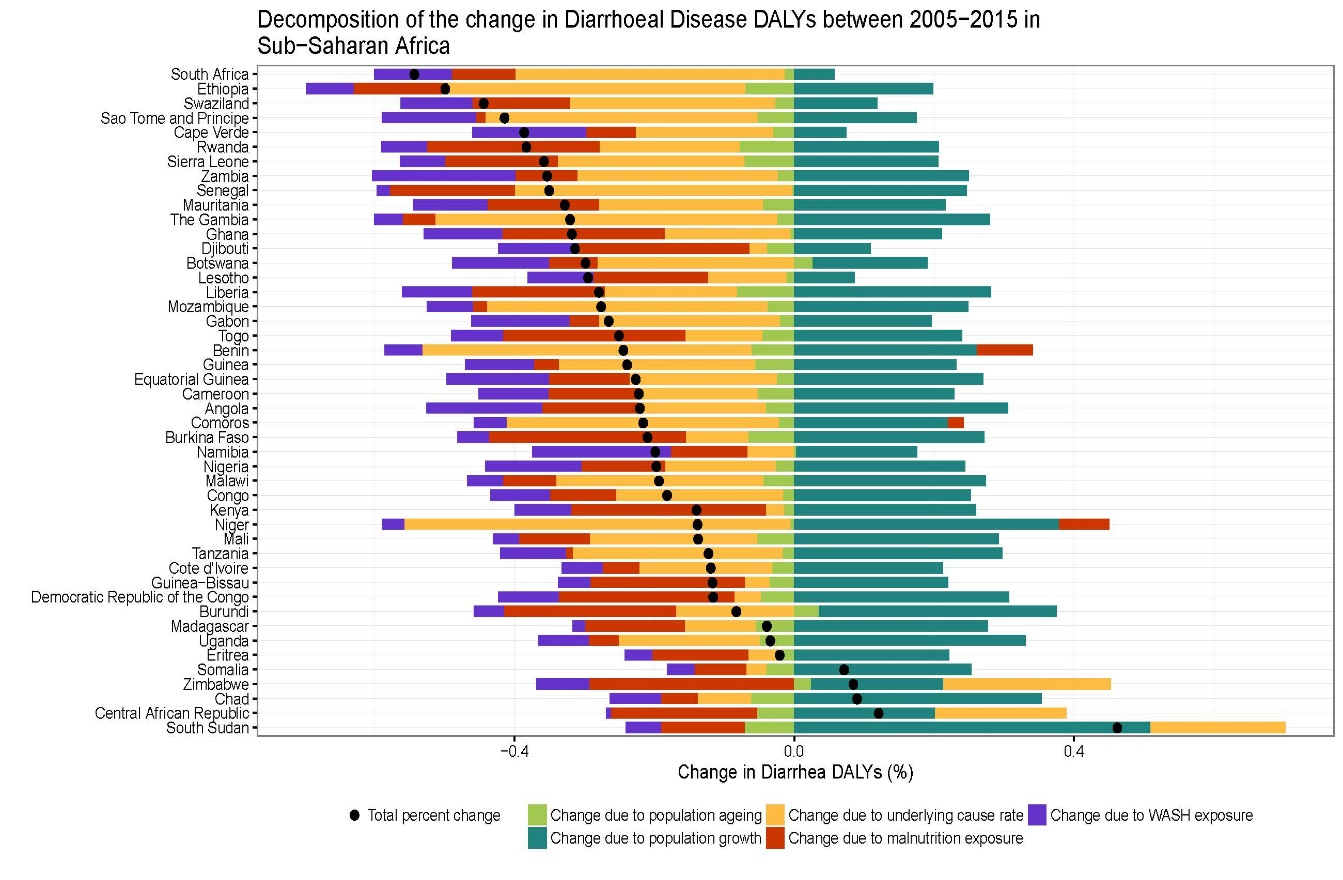 Decomposition of the change in Diarrhoeal Disease DALYs between 2005−2015 in
Sub−Saharan Africa
South Africa
Ethiopia
Swaziland
Sao Tome and Principe
Cape Verde
Rwanda
Sierra Leone
Zambia
Senegal
Mauritania
The Gambia
Ghana
Djibouti
Botswana
Lesotho
Liberia
Mozambique
Gabon
Togo
Benin
Guinea
Equatorial Guinea
Cameroon
Angola
Comoros
Burkina Faso
Namibia
Nigeria
Malawi
Congo
Kenya
Niger
Mali
Tanzania
Cote d'Ivoire
Guinea−Bissau
Democratic Republic of the Congo
Burundi
Madagascar
Uganda
Eritrea
Somalia
Zimbabwe
Chad
Central African Republic
South Sudan
−0.4 0.0 0.4
Change in Diarrhea DALYs (%)
Total percent change Change due to population ageing Change due to underlying cause rate Change due to WASH exposure
Change due to population growth Change due to malnutrition exposure